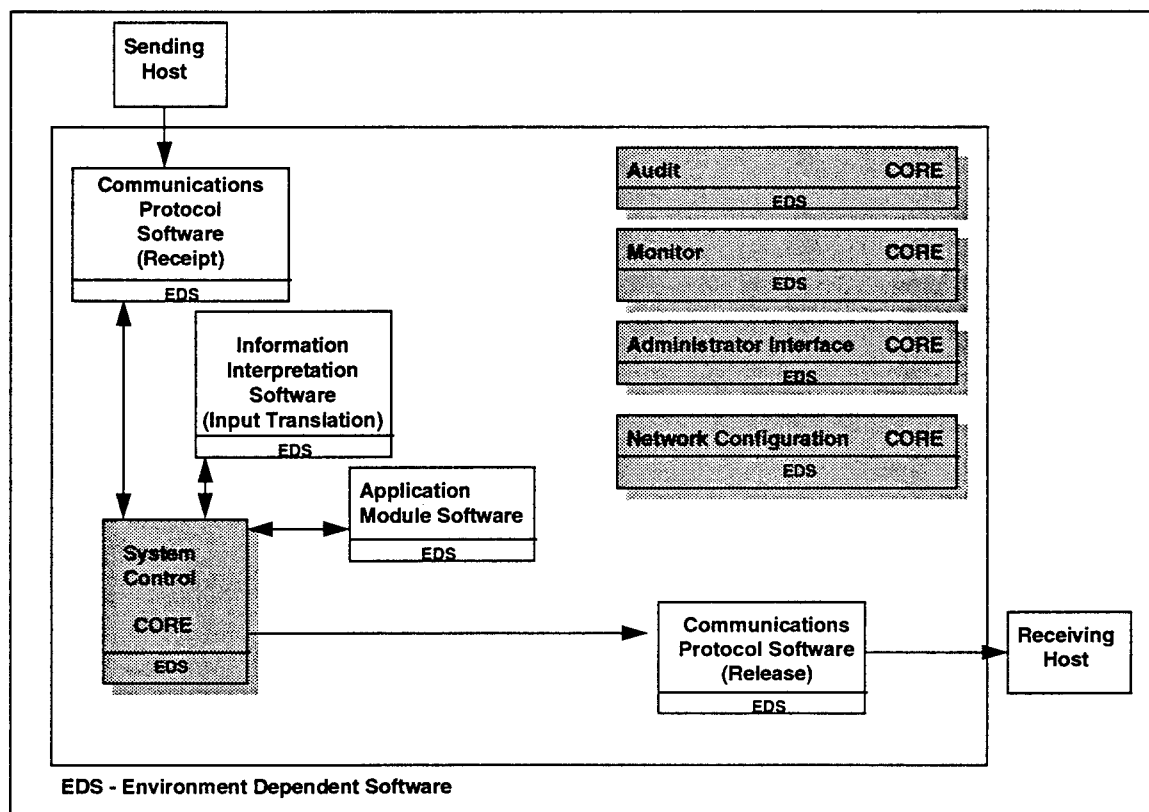 Sending
Host
Communications
Protocol
Software
(Receipt)
EDS
Audit CORE
EDS
Monitor CORE
EDS
Administrator Interface CORE
EDS
Network Configuration CORE
EDS
Information
Interpretation
Software
(Input Translation)
EDS
Application
Module Software
EDS
System
Control
CORE
EDS
Communications
Protocol Software
(Release)
EDS
Receiving
Host
EDS - Environment Dependent Software